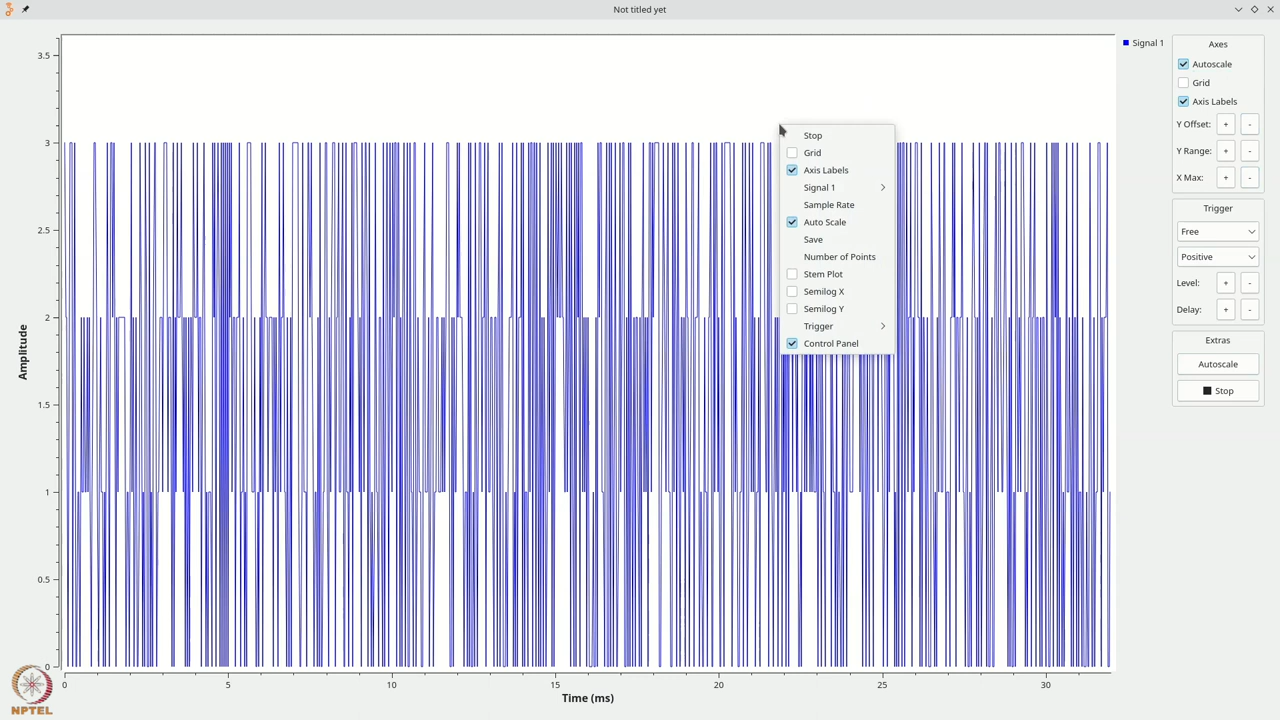 Not titled yet
Signal 1
Axes
Autoscale
Grid
Axis Labels
Y Offset: + -
Y Range: + -
X Max: + -
Trigger
Free
Positive
Level: + -
Delay: + -
Extras
Autoscale
Stop
Stop
Grid
Axis Labels
Signal 1
Sample Rate
Auto Scale
Save
Number of Points
Stem Plot
Semilog X
Semilog Y
Trigger
Control Panel
Amplitude
3.5
3
2.5
2
1.5
1
0.5
0
0 5 10 15 20 25 30
Time (ms)
NPTEL